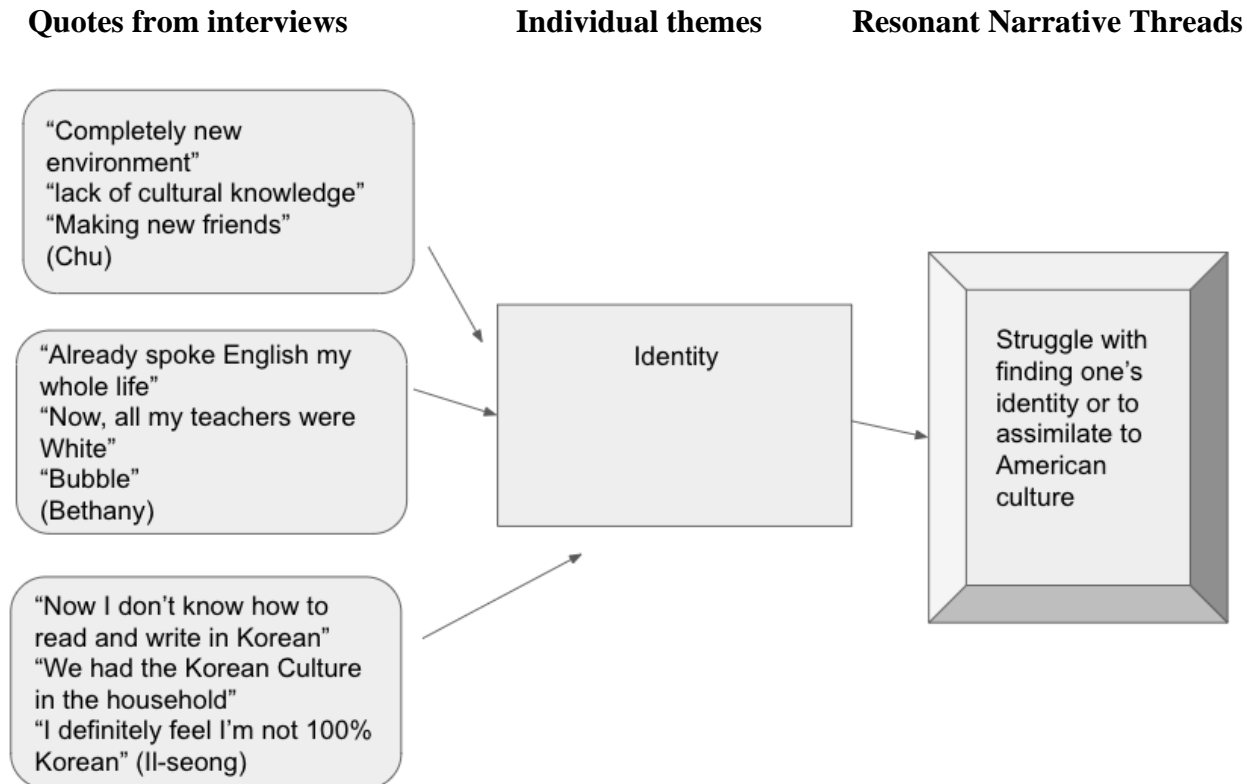 Quotes from interviews
Individual themes
Resonant Narrative Threads
“Completely new
environment”
“lack of cultural knowledge”
“Making new friends”
(Chu)
“Already spoke English my
whole life”
“Now, all my teachers were
White”
“Bubble”
(Bethany)
“Now I don’t know how to
read and write in Korean”
“We had the Korean Culture
in the household”
“I definitely feel I’m not 100%
Korean” (Il-seong)
Identity
Struggle with
finding one’s
identity or to
assimilate to
American
culture